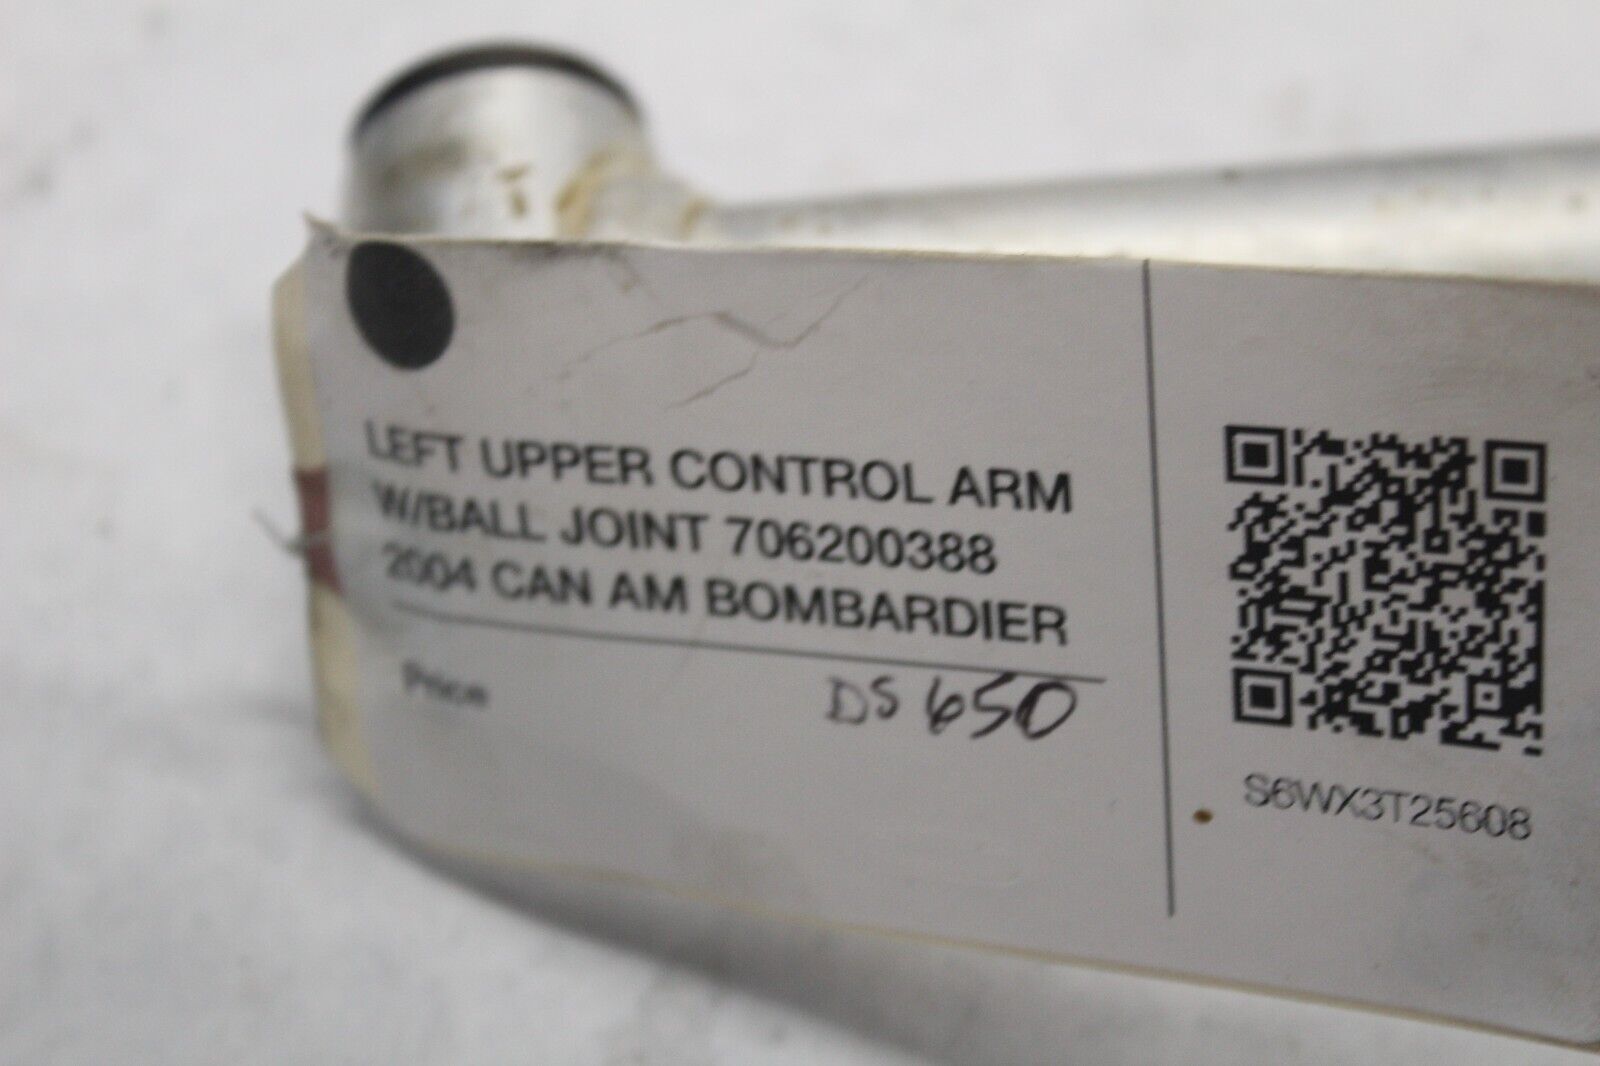 LEFT UPPER CONTROL ARM
W/BALL JOINT 706200388
2004 CAN AM BOMBARDIER
Price
DS 650
S6WX3T25608